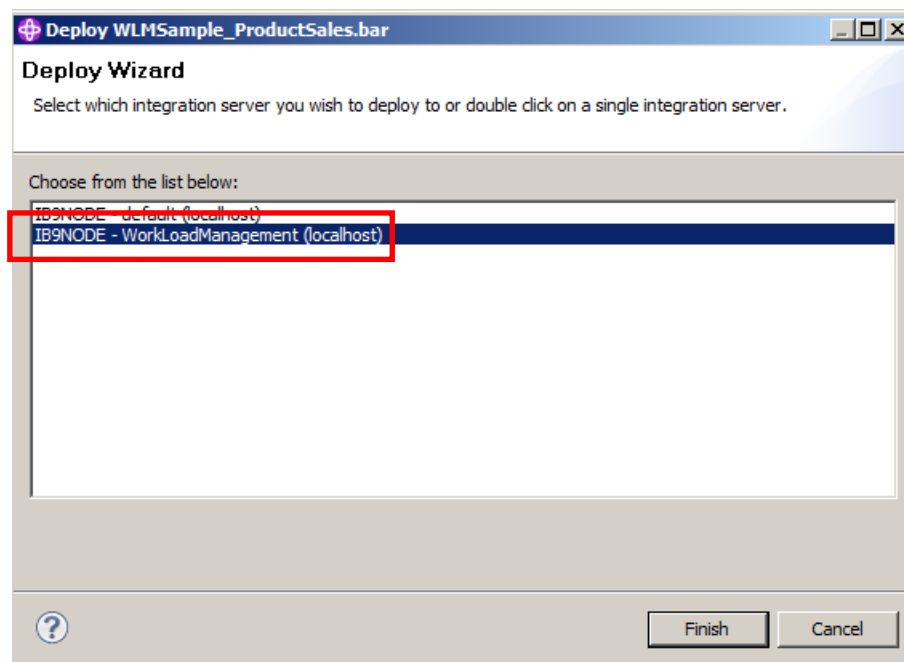 Deploy WLMSample_ProductSales.bar
Deploy Wizard
Select which integration server you wish to deploy to or double click on a single integration server.
Choose from the list below:
IB9NODE - default (localhost)
IB9NODE - WorkLoadManagement (localhost)
?
Finish
Cancel